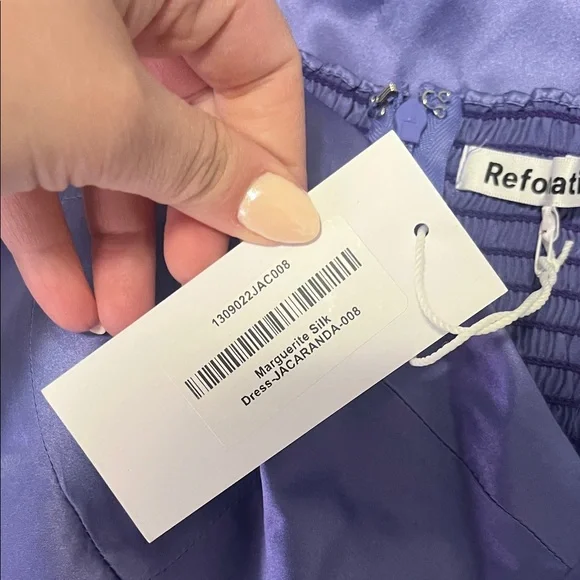 1309022JAC008
Marguerite Silk
Dress-JACARANDA-008